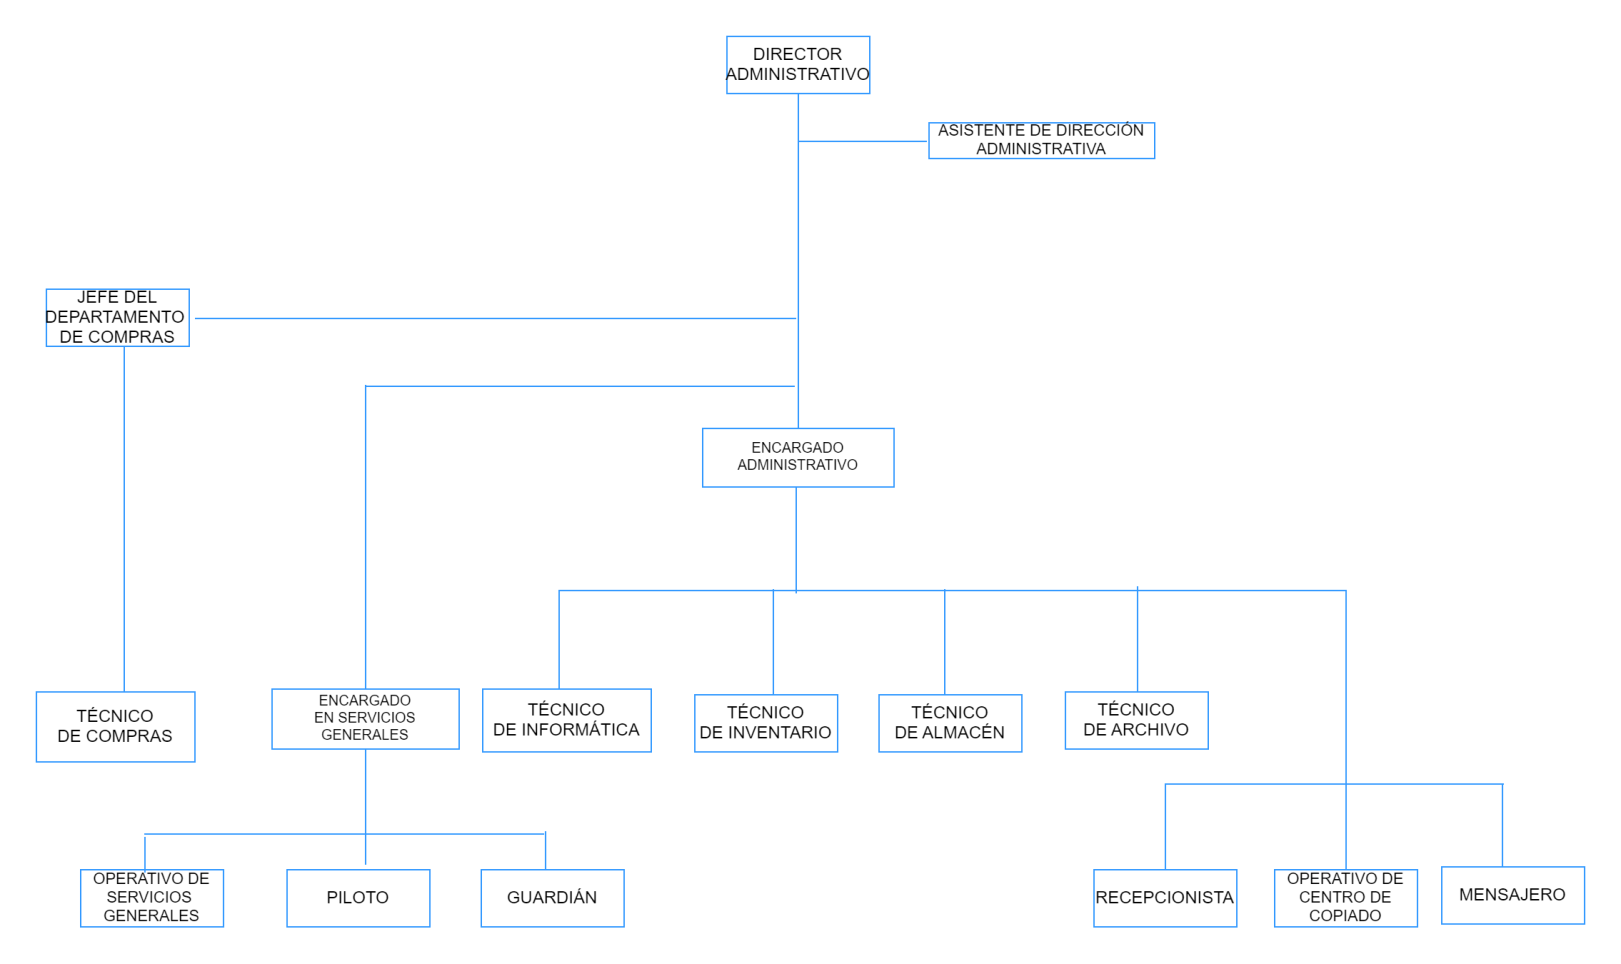 DIRECTOR
ADMINISTRATIVO
ASISTENTE DE DIRECCIÓN
ADMINISTRATIVA
JEFE DEL
DEPARTAMENTO
DE COMPRAS
ENCARGADO
ADMINISTRATIVO
TÉCNICO
DE COMPRAS
ENCARGADO
EN SERVICIOS
GENERALES
TÉCNICO
DE INFORMÁTICA
TÉCNICO
DE INVENTARIO
TÉCNICO
DE ALMACÉN
TÉCNICO
DE ARCHIVO
OPERATIVO DE
SERVICIOS
GENERALES
PILOTO
GUARDIÁN
RECEPCIONISTA
OPERATIVO DE
CENTRO DE
COPIADO
MENSAJERO